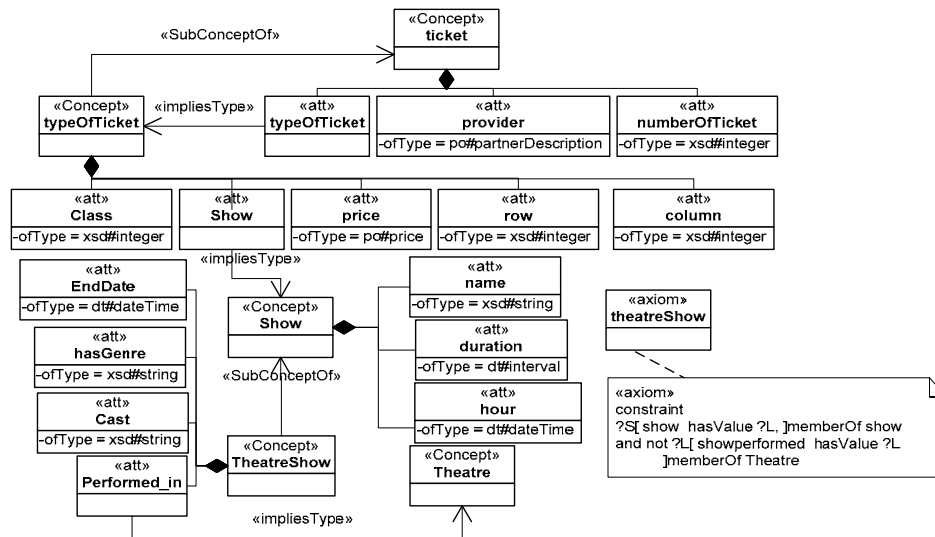 «Concept»
ticket
«SubConceptOf»
«Concept»
typeOfTicket
«impliesType»
«att»
typeOfTicket
«att»
provider
-ofType = po#partnerDescription
«att»
numberOfTicket
-ofType = xsd#integer
«att»
Class
-ofType = xsd#integer
«att»
Show
«att»
price
-ofType = po#price
«att»
row
-ofType = xsd#integer
«att»
column
-ofType = xsd#integer
«impliesType»
«att»
EndDate
-ofType = dt#dateTime
«att»
hasGenre
-ofType = xsd#string
«att»
Cast
-ofType = xsd#string
«att»
Performed_in
«Concept»
Show
«SubConceptOf»
«Concept»
TheatreShow
«impliesType»
«att»
name
-ofType = xsd#string
«att»
duration
-ofType = dt#interval
«att»
hour
-ofType = dt#dateTime
«Concept»
Theatre
«axiom»
theatreShow
«axiom»
constraint
?S[ show hasValue ?L, ]memberOf show
and not ?L[ showperformed hasValue ?L
]memberOf Theatre